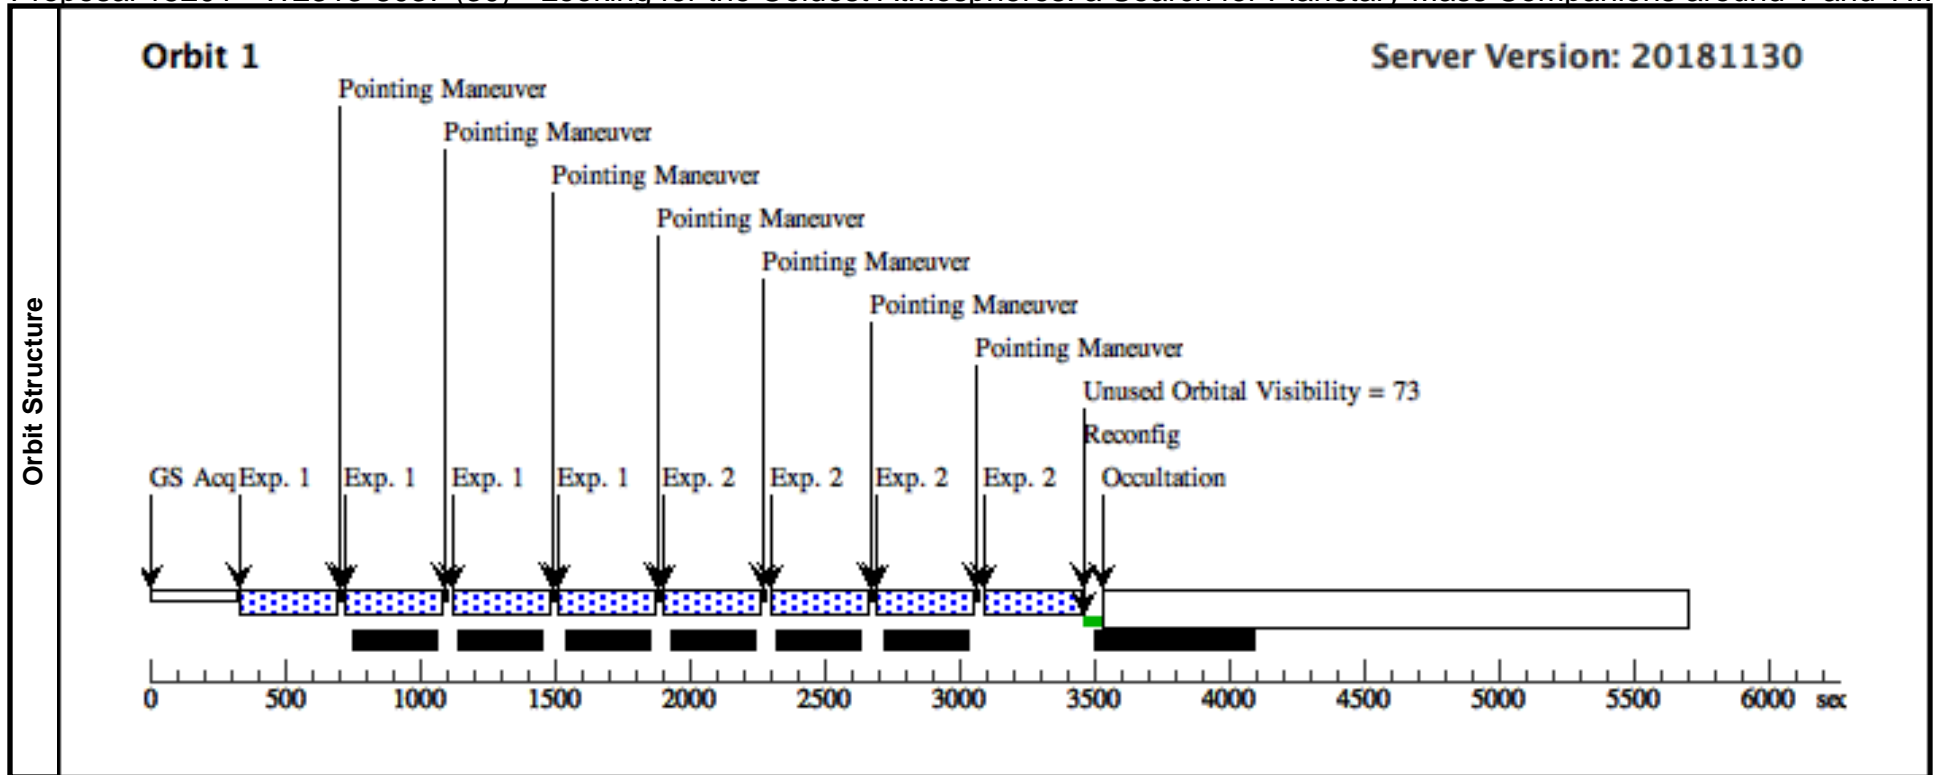 Orbit Structure
Orbit 1 Server Version: 20181130
Pointing Maneuver
Pointing Maneuver
Pointing Maneuver
Pointing Maneuver
Pointing Maneuver
Pointing Maneuver
Pointing Maneuver
Unused Orbital Visibility = 73
Reconfig
GS Acq Exp. 1 Exp. 1 Exp. 1 Exp. 1 Exp. 2 Exp. 2 Exp. 2 Exp. 2 Occultation
0 500 1000 1500 2000 2500 3000 3500 4000 4500 5000 5500 6000 sec